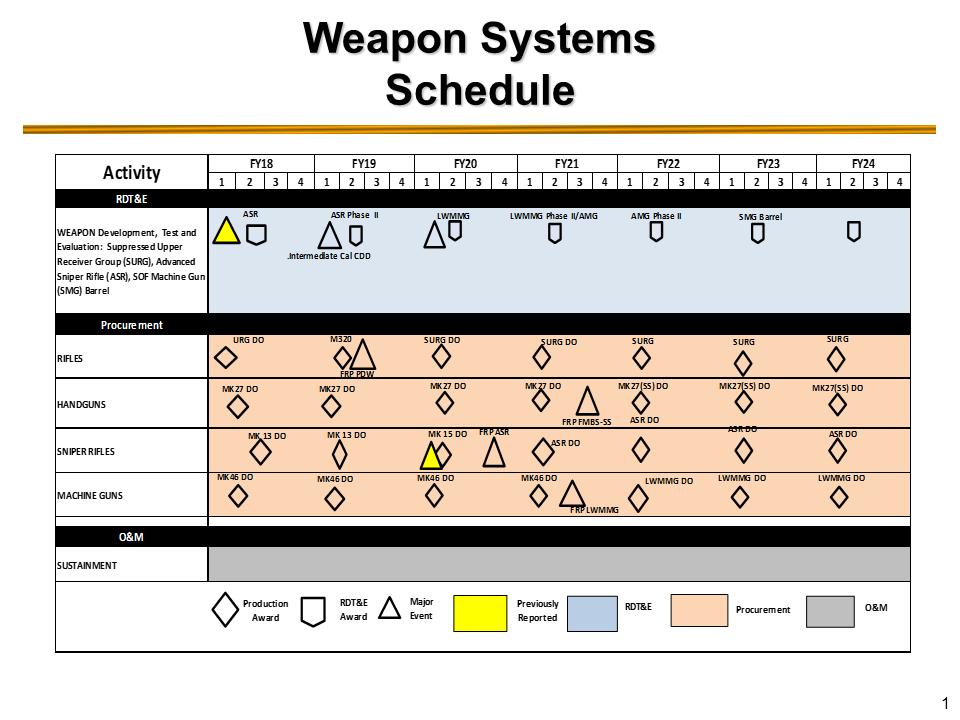 Weapon Systems
Schedule
Activity
FY18 FY19 FY20 FY21 FY22 FY23 FY24
1 2 3 4 1 2 3 4 1 2 3 4 1 2 3 4 1 2 3 4 1 2 3 4 1 2 3 4
RDT&E
ASR ASR Phase II LWMMG LWMMG Phase II/AMG AMG Phase II SMG Barrel
WEAPON Development, Test and
Evaluation: Suppressed Upper
Receiver Group (SURG), Advanced
Sniper Rifle (ASR), SOF Machine Gun
(SMG) Barrel
.Intermediate Cal CDD
Procurement
URG DO M320 SURG DO SURG DO SURG SURG SURG
RIFLES
FRP PDW
MK27 DO MK27 DO MK27 DO MK27 DO MK27(SS) DO MK27(SS) DO MK27(SS) DO
HANDGUNS
FRP FMBS-SS ASR DO
MK 13 DO MK 13 DO MK 15 DO FRP ASR ASR DO ASR DO ASR DO
SNIPER RIFLES
MK46 DO MK46 DO MK46 DO MK46 DO LWMMG DO LWMMG DO LWMMG DO
MACHINE GUNS
FRP LWMMG
O&M
SUSTAINMENT
Production
Award
RDT&E
Award
Major
Event
Previously
Reported
RDT&E
Procurement
O&M
1